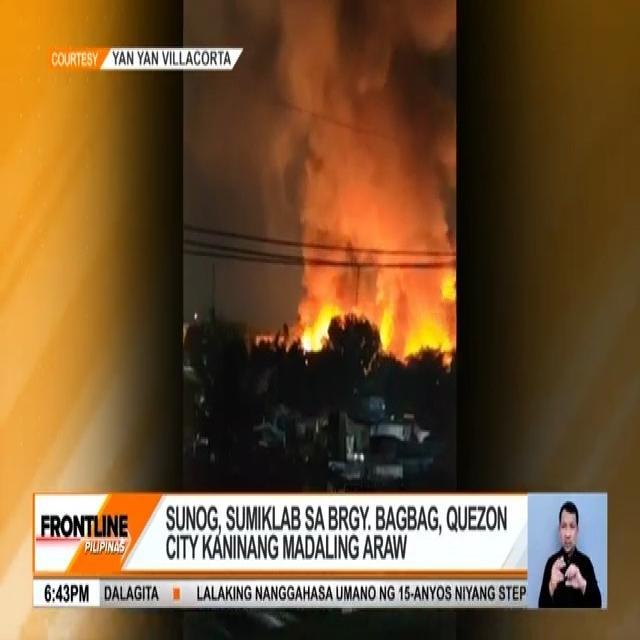 COURTESY YAN YAN VILLACORTA
FRONTLINE
PILIPINAS
SUNOG, SUMIKLAB SA BRGY. BAGBAG, QUEZON
CITY KANINANG MADALING ARAW
6:43PM DALAGITA LALAKING NANGGAHASA UMANO NG 15-ANYOS NIYANG STEP